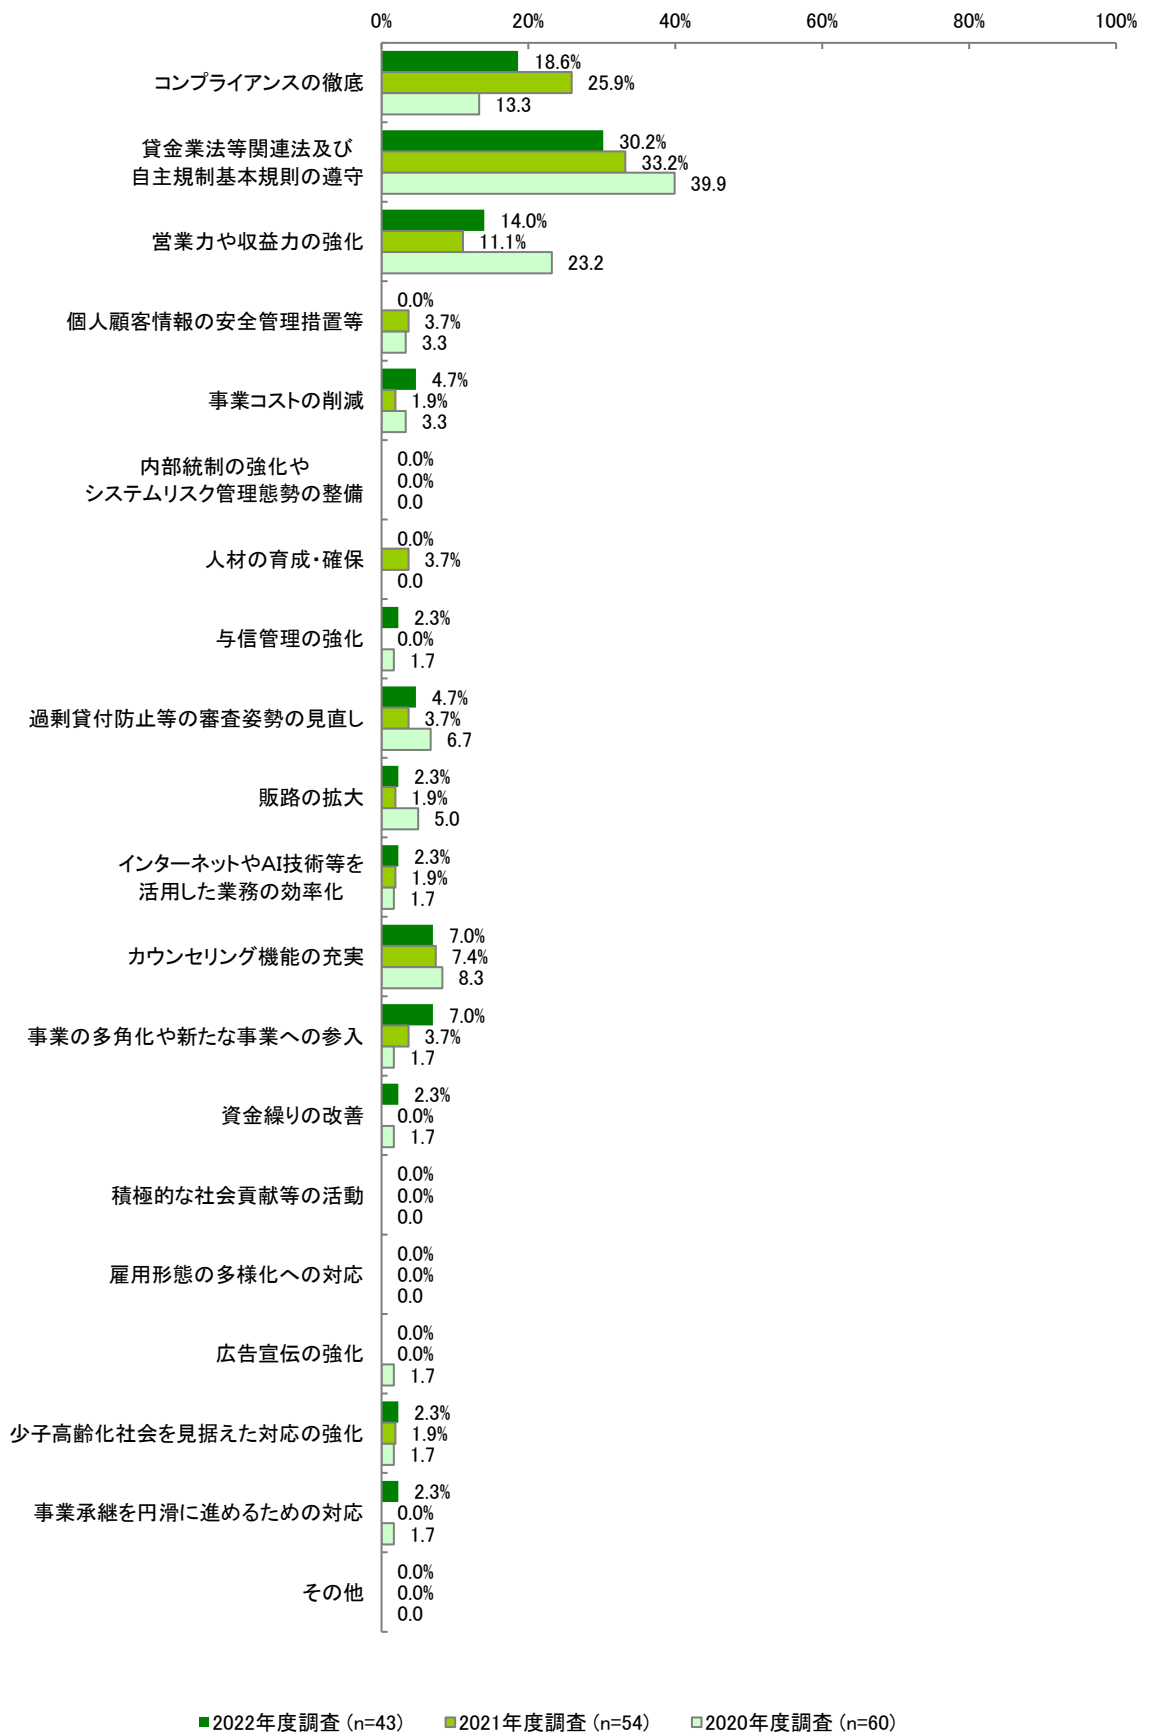 0% 20% 40% 60% 80% 100%
コンプライアンスの徹底
18.6%
25.9%
13.3
貸金業法等関連法及び
自主規制基本規則の遵守
30.2%
33.2%
39.9
営業力や収益力の強化
14.0%
11.1%
23.2
個人顧客情報の安全管理措置等
0.0%
3.7%
3.3
事業コストの削減
4.7%
1.9%
3.3
内部統制の強化や
システムリスク管理態勢の整備
0.0%
0.0%
0.0
人材の育成・確保
0.0%
3.7%
0.0
与信管理の強化
2.3%
0.0%
1.7
過剰貸付防止等の審査姿勢の見直し
4.7%
3.7%
6.7
販路の拡大
2.3%
1.9%
5.0
インターネットやAI技術等を
活用した業務の効率化
2.3%
1.9%
1.7
カウンセリング機能の充実
7.0%
7.4%
8.3
事業の多角化や新たな事業への参入
7.0%
3.7%
1.7
資金繰りの改善
2.3%
0.0%
1.7
積極的な社会貢献等の活動
0.0%
0.0%
0.0
雇用形態の多様化への対応
0.0%
0.0%
0.0
広告宣伝の強化
0.0%
0.0%
1.7
少子高齢化社会を見据えた対応の強化
2.3%
1.9%
1.7
事業承継を円滑に進めるための対応
2.3%
0.0%
1.7
その他
0.0%
0.0%
0.0
2022年度調査 (n=43) 2021年度調査 (n=54) 2020年度調査 (n=60)